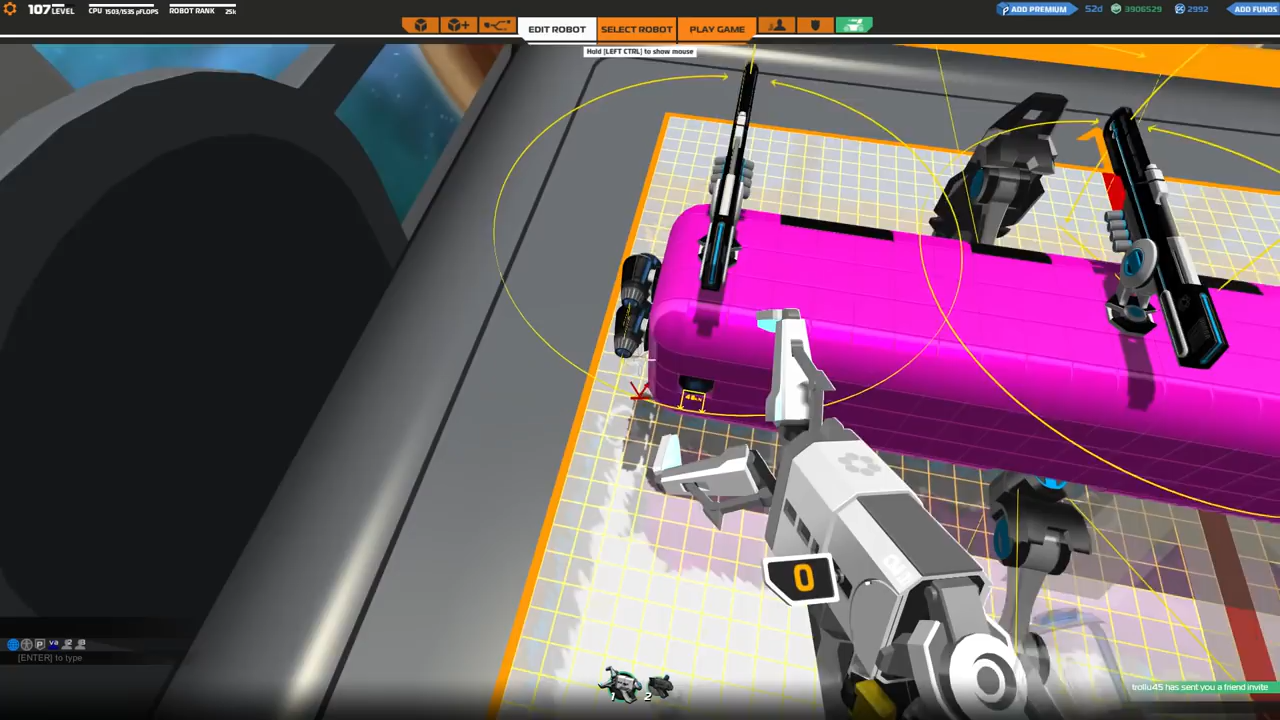 107 LEVEL
CPU 1503/1535 pFLOPS
ROBOT RANK 25k
ADD PREMIUM
52d
3906529
2992
ADD FUNDS
EDIT ROBOT
SELECT ROBOT
PLAY GAME
Hold [LEFT CTRL] to show mouse
0
[ENTER] to type
1
2
trollu45 has sent you a friend invite